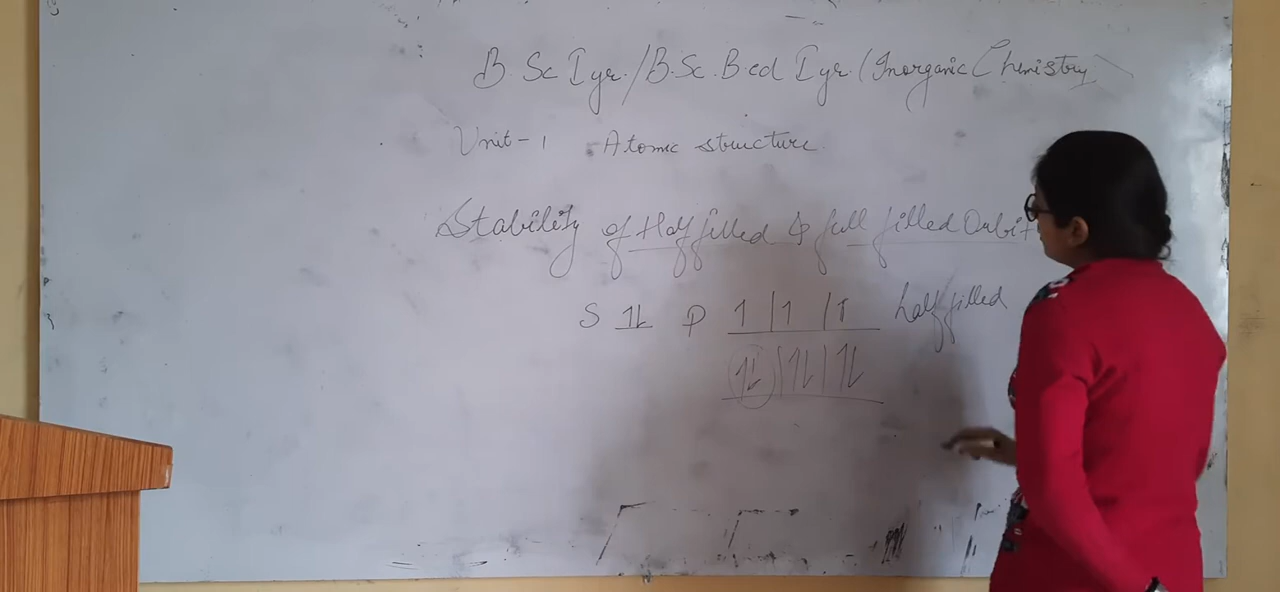 B.Sc I yr./B.Sc.B.ed I yr. (Inorganic Chemistry)
Unit-1 Atomic structure.
Stability of Half filled & full filled Orbit
S 1L P 1 | 1 | 1 half filled
1L | 1L | 1L